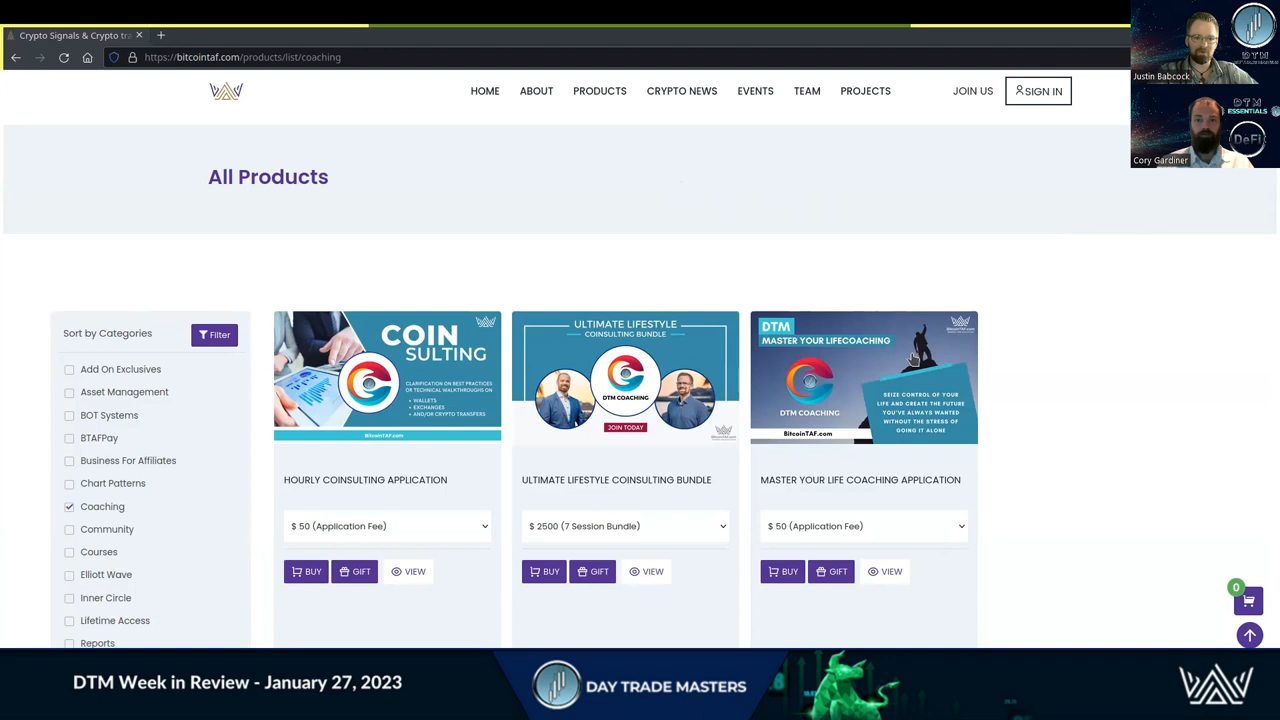 Crypto Signals & Crypto tra
https://bitcointaf.com/products/list/coaching
Justin Babcock
DTM
DTM
ESSENTIALS
DeFi
Cory Gardiner
HOME ABOUT PRODUCTS CRYPTO NEWS EVENTS TEAM PROJECTS JOIN US SIGN IN
All Products
Sort by Categories
Filter
Add On Exclusives
Asset Management
BOT Systems
BTAFPay
Business For Affiliates
Chart Patterns
Coaching
Community
Courses
Elliott Wave
Inner Circle
Lifetime Access
Reports
COIN
SULTING
CLARIFICATION ON BEST PRACTICES
OR TECHNICAL WALKTHROUGHS ON
• WALLETS
• EXCHANGES
• AND/OR CRYPTO TRANSFERS
BitcoinTAF.com
HOURLY COINSULTING APPLICATION
$ 50 (Application Fee)
BUY GIFT VIEW
ULTIMATE LIFESTYLE
COINSULTING BUNDLE
DTM COACHING
JOIN TODAY
ULTIMATE LIFESTYLE COINSULTING BUNDLE
$ 2500 (7 Session Bundle)
BUY GIFT VIEW
DTM
MASTER YOUR LIFECOACHING
DTM COACHING
SEIZE CONTROL OF YOUR
LIFE AND CREATE THE FUTURE
YOU'VE ALWAYS WANTED
WITHOUT THE STRESS OF
GOING IT ALONE
BitcoinTAF.com
MASTER YOUR LIFE COACHING APPLICATION
$ 50 (Application Fee)
BUY GIFT VIEW
0
DTM Week in Review - January 27, 2023
DAY TRADE MASTERS